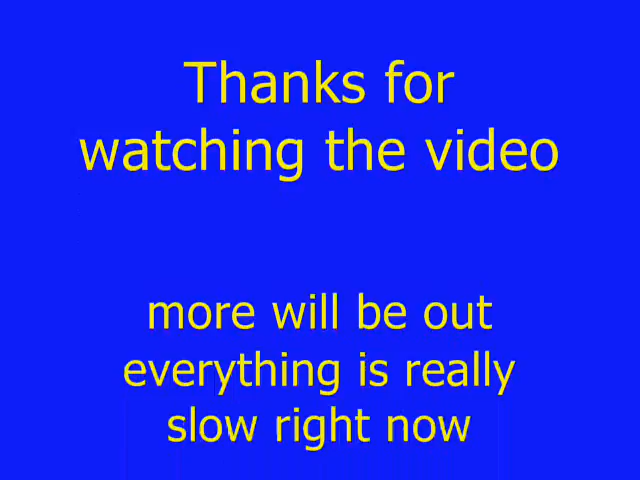 Thanks for
watching the video
more will be out
everything is really
slow right now